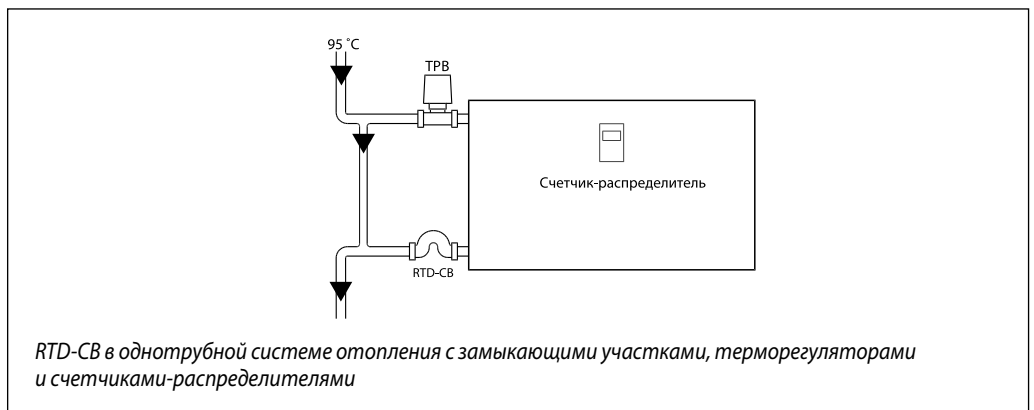 95 ˚C
ТРВ
Счетчик-распределитель
RTD-CB
RTD-CB в однотрубной системе отопления с замыкающими участками, терморегуляторами
и счетчиками-распределителями